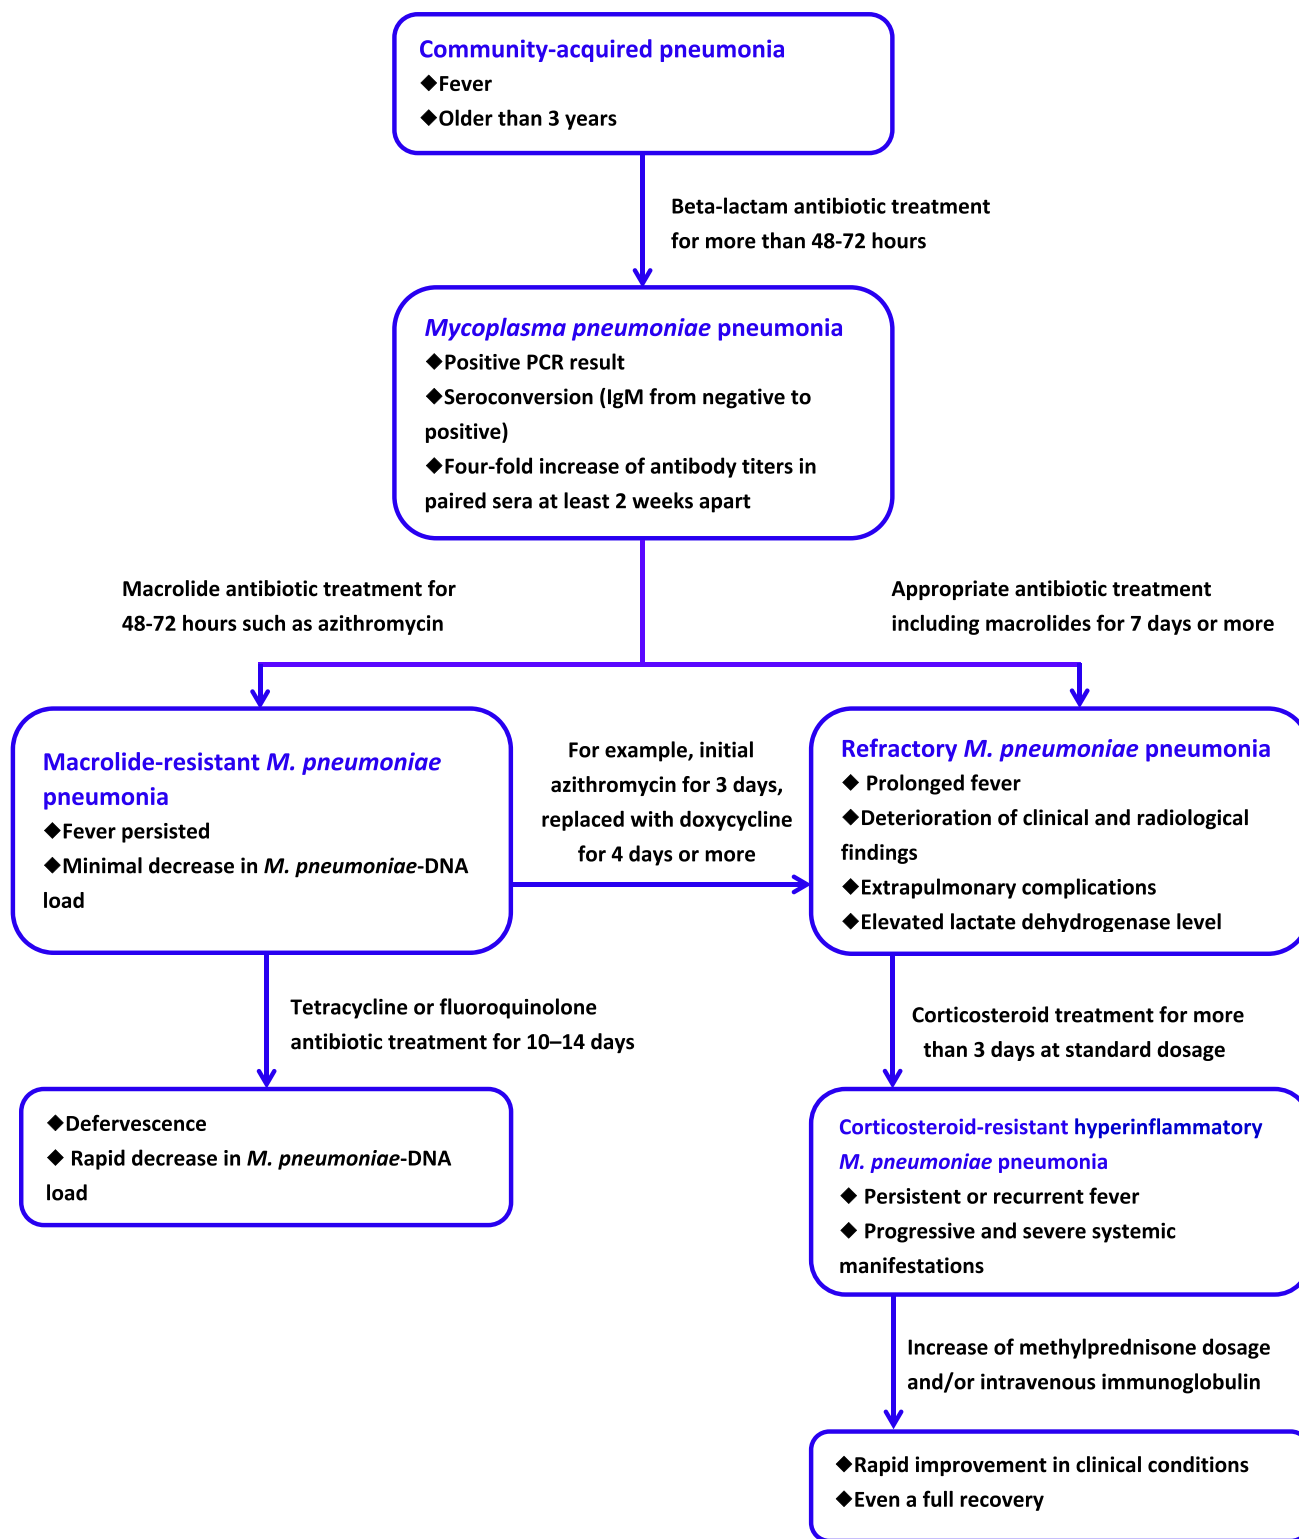 Community-acquired pneumonia
◆Fever
◆Older than 3 years
Beta-lactam antibiotic treatment
for more than 48-72 hours
Mycoplasma pneumoniae pneumonia
◆Positive PCR result
◆Seroconversion (IgM from negative to
positive)
◆Four-fold increase of antibody titers in
paired sera at least 2 weeks apart
Macrolide antibiotic treatment for
48-72 hours such as azithromycin
Appropriate antibiotic treatment
including macrolides for 7 days or more
Macrolide-resistant M. pneumoniae
pneumonia
◆Fever persisted
◆Minimal decrease in M. pneumoniae-DNA
load
For example, initial
azithromycin for 3 days,
replaced with doxycycline
for 4 days or more
Refractory M. pneumoniae pneumonia
◆ Prolonged fever
◆Deterioration of clinical and radiological
findings
◆Extrapulmonary complications
◆Elevated lactate dehydrogenase level
Tetracycline or fluoroquinolone
antibiotic treatment for 10–14 days
Corticosteroid treatment for more
than 3 days at standard dosage
◆Defervescence
◆ Rapid decrease in M. pneumoniae-DNA
load
Corticosteroid-resistant hyperinflammatory
M. pneumoniae pneumonia
◆ Persistent or recurrent fever
◆ Progressive and severe systemic
manifestations
Increase of methylprednisone dosage
and/or intravenous immunoglobulin
◆Rapid improvement in clinical conditions
◆Even a full recovery